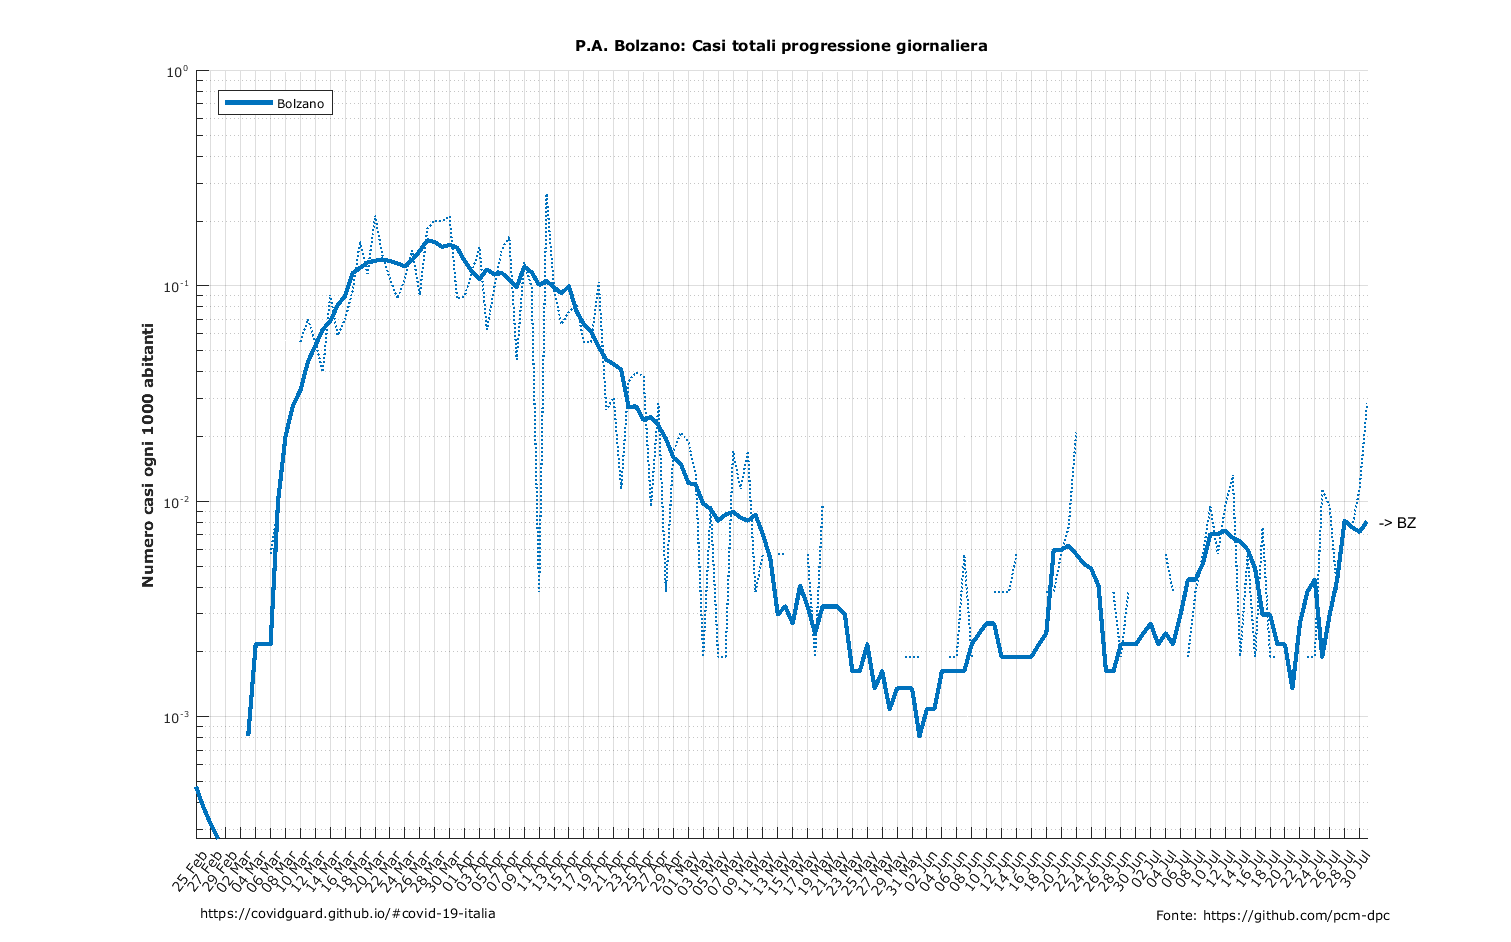 P.A. Bolzano: Casi totali progressione giornaliera
10⁰
Bolzano
10⁻¹
10⁻²
10⁻³
Numero casi ogni 1000 abitanti
-> BZ
25 Feb
27 Feb
29 Feb
02 Mar
04 Mar
06 Mar
08 Mar
10 Mar
12 Mar
14 Mar
16 Mar
18 Mar
20 Mar
22 Mar
24 Mar
26 Mar
28 Mar
30 Mar
01 Apr
03 Apr
05 Apr
07 Apr
09 Apr
11 Apr
13 Apr
15 Apr
17 Apr
19 Apr
21 Apr
23 Apr
25 Apr
27 Apr
29 Apr
01 May
03 May
05 May
07 May
09 May
11 May
13 May
15 May
17 May
19 May
21 May
23 May
25 May
27 May
29 May
31 May
02 Jun
04 Jun
06 Jun
08 Jun
10 Jun
12 Jun
14 Jun
16 Jun
18 Jun
20 Jun
22 Jun
24 Jun
26 Jun
28 Jun
30 Jun
02 Jul
04 Jul
06 Jul
08 Jul
10 Jul
12 Jul
14 Jul
16 Jul
18 Jul
20 Jul
22 Jul
24 Jul
26 Jul
28 Jul
30 Jul
https://covidguard.github.io/#covid-19-italia
Fonte: https://github.com/pcm-dpc